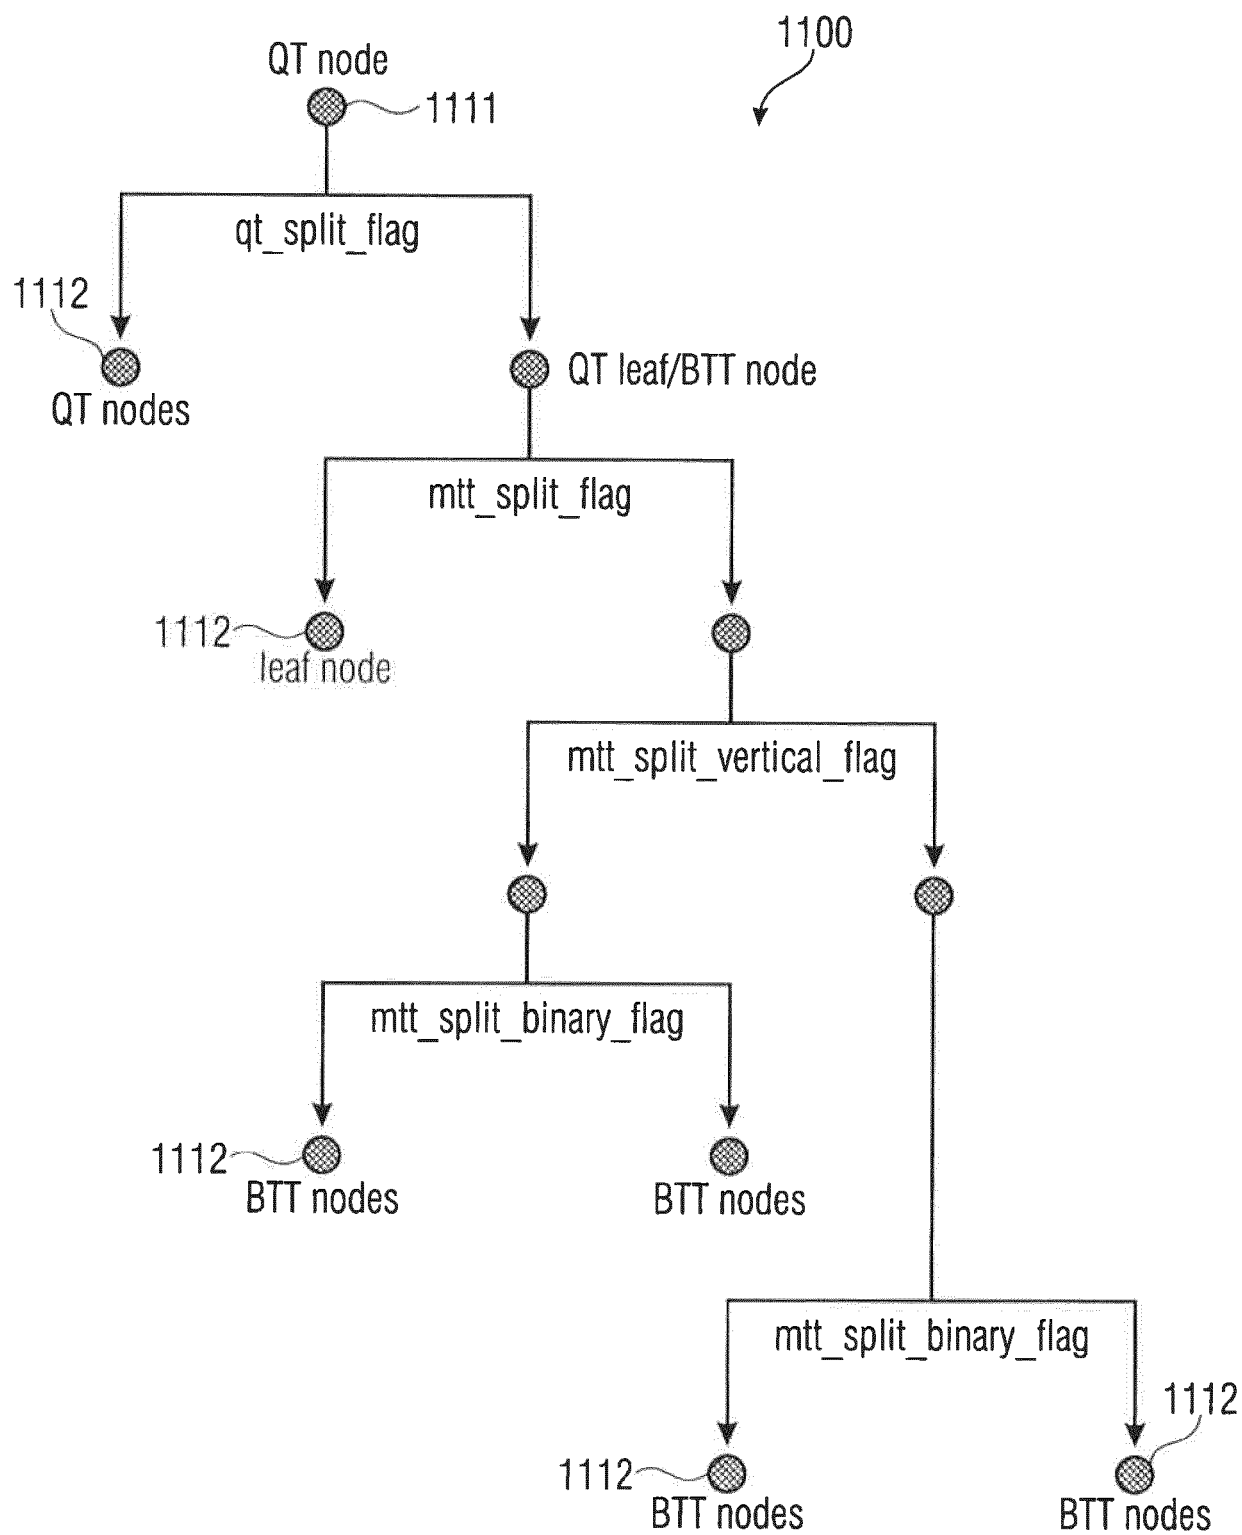 1100
QT node
1111
qt_split_flag
1112
QT nodes
QT leaf/BTT node
mtt_split_flag
1112
leaf node
mtt_split_vertical_flag
mtt_split_binary_flag
1112
BTT nodes
BTT nodes
mtt_split_binary_flag
1112
1112
BTT nodes
BTT nodes